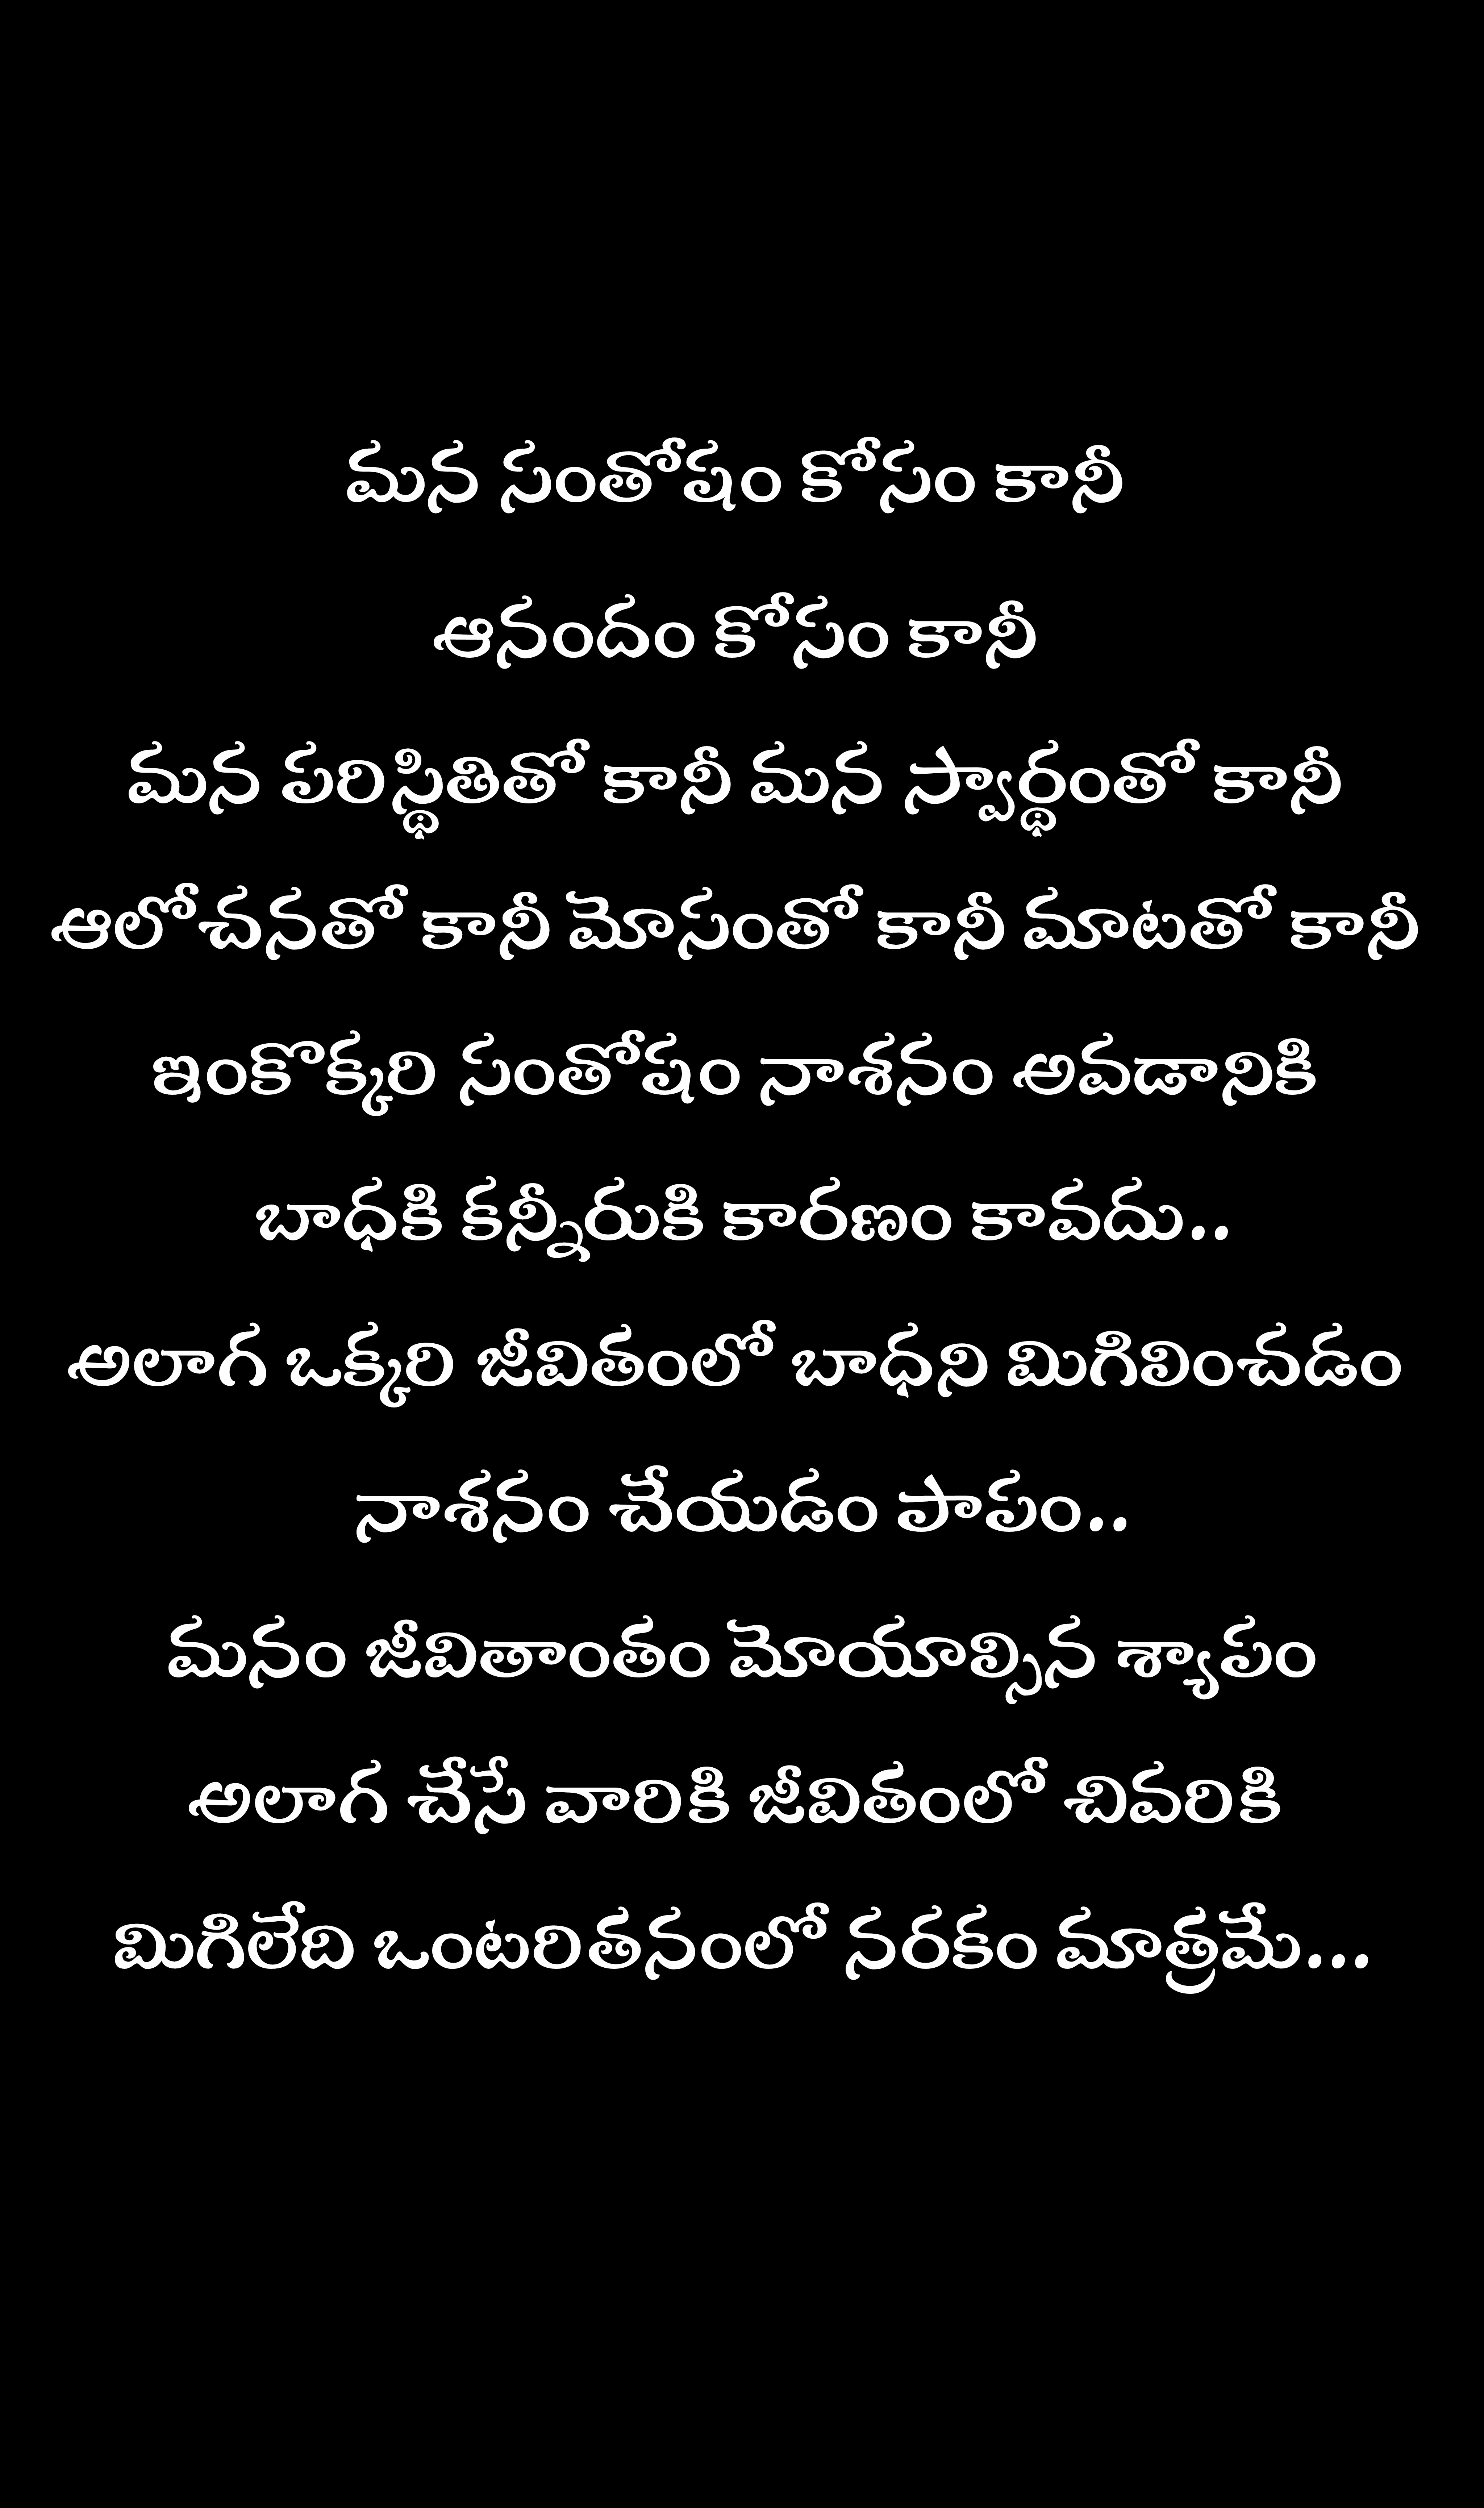 మన సంతోషం కోసం కానీ
ఆనందం కోసం కాని
మన పరిస్థితితో కానీ మన స్వార్థంతో కాని
ఆలోచనతో కానీ మోసంతో కానీ మాటతో కాని
ఇంకొక్కరి సంతోషం నాశనం అవడానికి
బాధకి కన్నీరుకి కారణం కావదు..
అలాగ ఒక్కరి జీవితంలో బాధని మిగిలించడం
నాశనం చేయడం పాపం..
మనం జీవితాంతం మోయాల్సిన శ్యాపం
అలాగ చేసే వారికి జీవితంలో చివరికి
మిగిలేది ఒంటరితనంలో నరకం మాత్రమే...